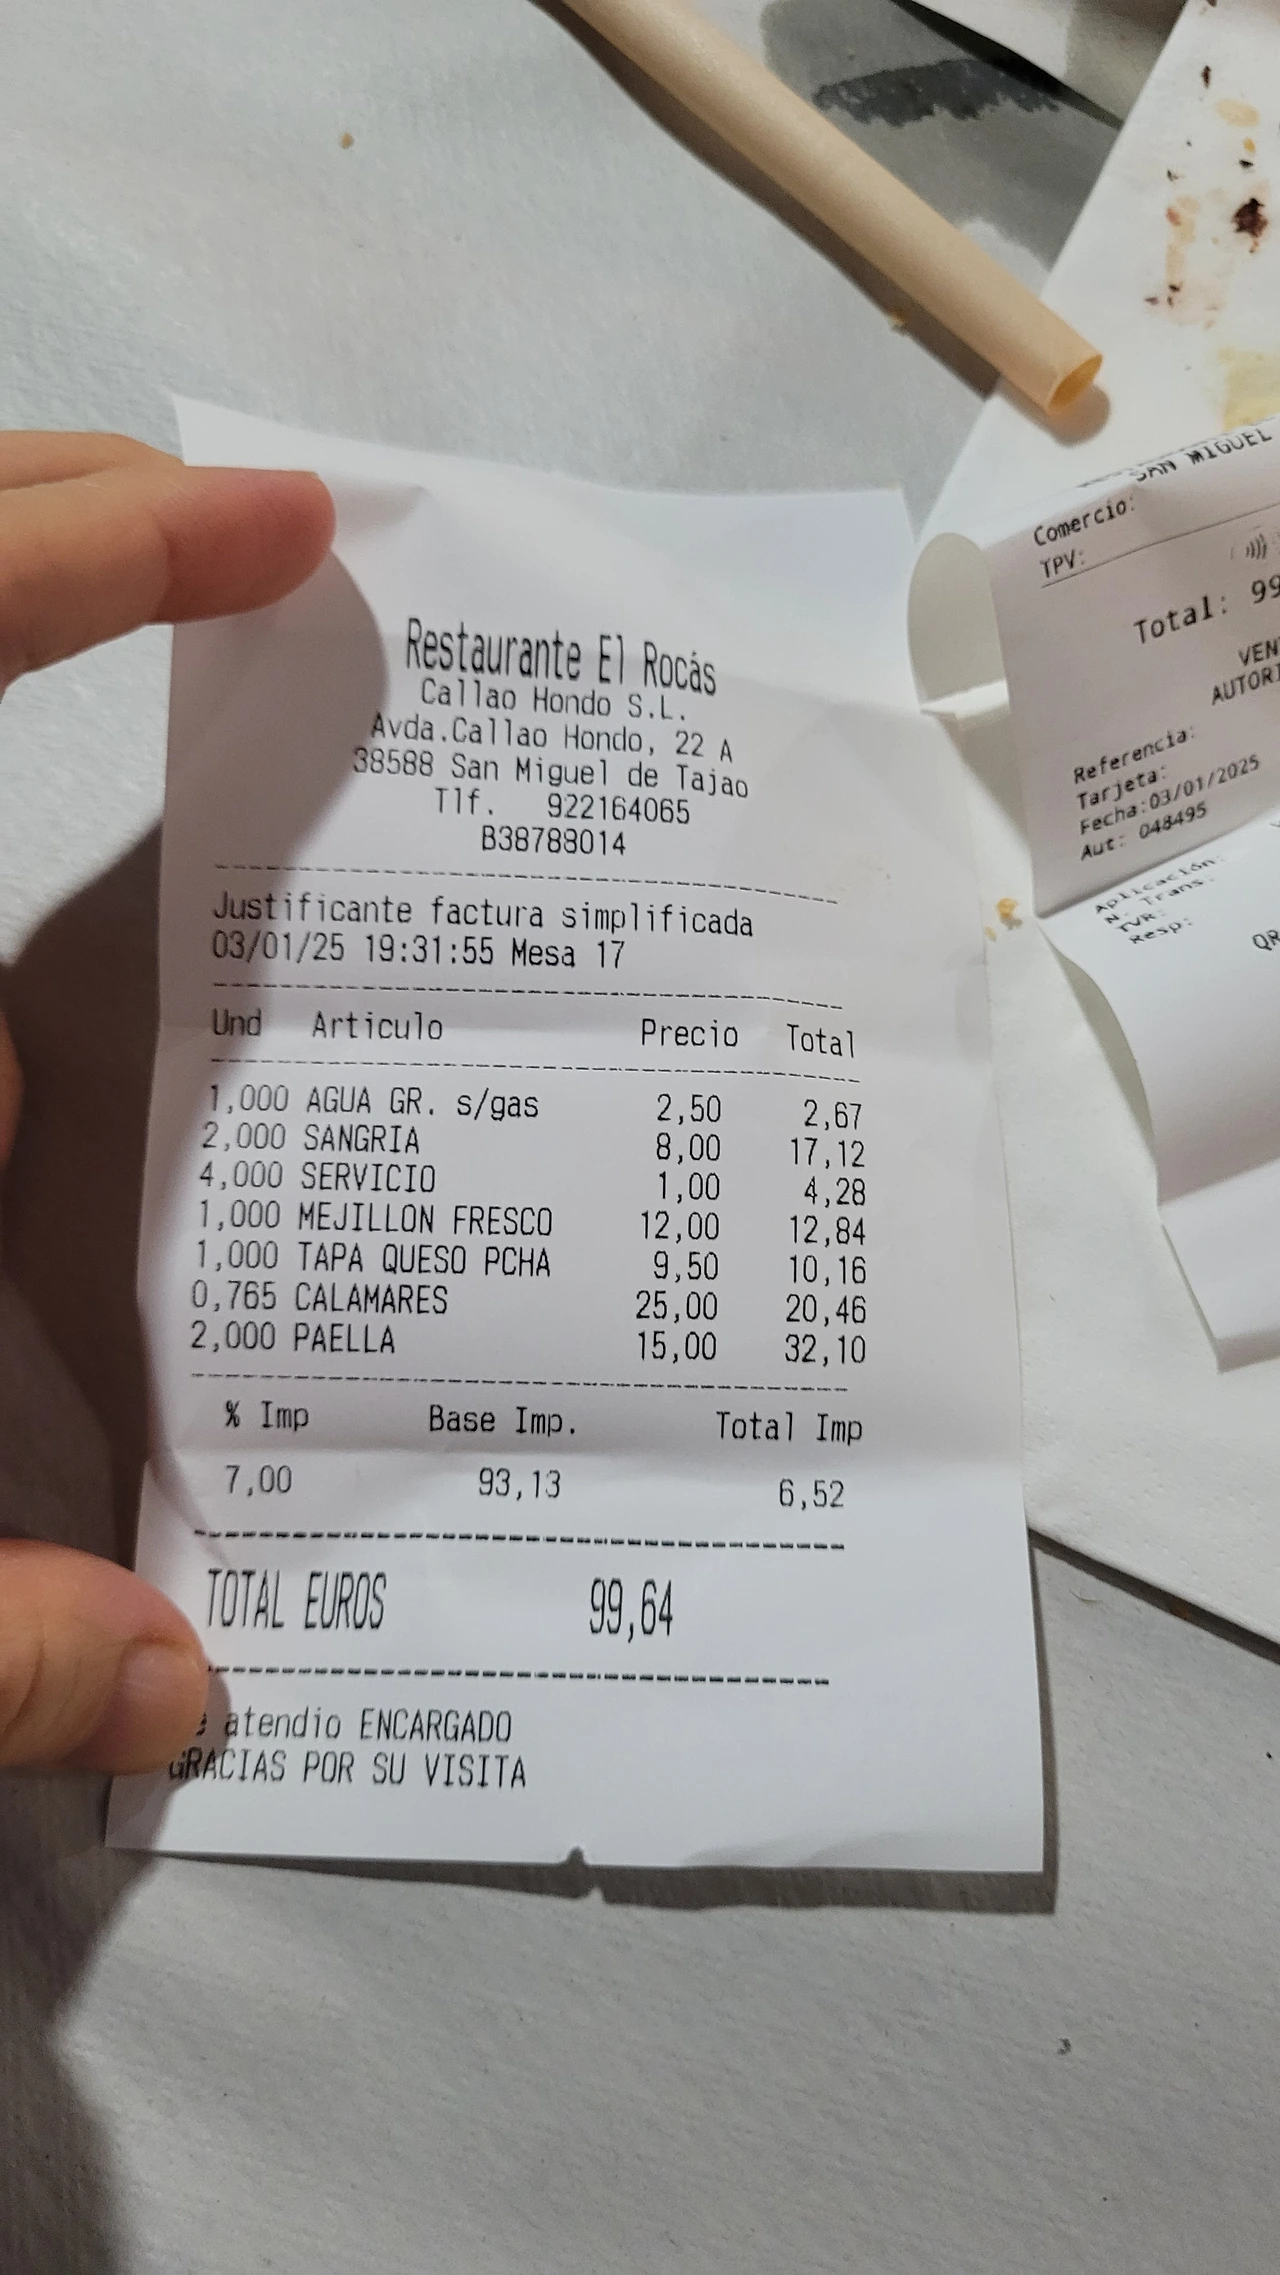 Restaurante El Rocás
Callao Hondo S.L.
Avda.Callao Hondo, 22 A
38588 San Miguel de Tajao
Tlf. 922164065
B38788014
Justificante factura simplificada
03/01/25 19:31:55 Mesa 17
Und Articulo Precio Total
1,000 AGUA GR. s/gas 2,50 2,67
2,000 SANGRIA 8,00 17,12
4,000 SERVICIO 1,00 4,28
1,000 MEJILLON FRESCO 12,00 12,84
1,000 TAPA QUESO PCHA 9,50 10,16
0,765 CALAMARES 25,00 20,46
2,000 PAELLA 15,00 32,10
% Imp Base Imp. Total Imp
7,00 93,13 6,52
TOTAL EUROS 99,64
atendio ENCARGADO
GRACIAS POR SU VISITA
SAN MIGUEL
Comercio:
TPV:
Total: 99
VEN
AUTORI
Referencia:
Tarjeta:
Fecha:03/01/2025
Aut: 048495
Aplicación:
N. Trans.
TVR:
Resp:
QR